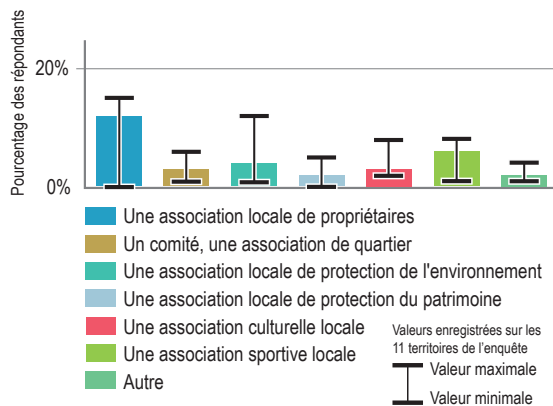 Pourcentage des répondants
20%
0%
Une association locale de propriétaires
Un comité, une association de quartier
Une association locale de protection de l'environnement
Une association locale de protection du patrimoine
Une association culturelle locale
Une association sportive locale
Autre
Valeurs enregistrées sur les
11 territoires de l'enquête
Valeur maximale
Valeur minimale